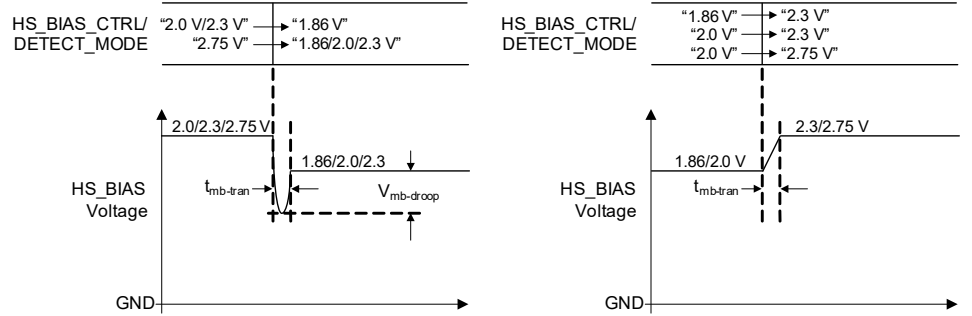 HS_BIAS_CTRL/
DETECT_MODE
“2.0 V/2.3 V” “1.86 V”
“2.75 V” “1.86/2.0/2.3 V”
2.0/2.3/2.75 V
1.86/2.0/2.3
tmb-tran
Vmb-droop
HS_BIAS
Voltage
GND
HS_BIAS_CTRL/
DETECT_MODE
“1.86 V” “2.3 V”
“2.0 V” “2.3 V”
“2.0 V” “2.75 V”
2.3/2.75 V
1.86/2.0 V
tmb-tran
HS_BIAS
Voltage
GND